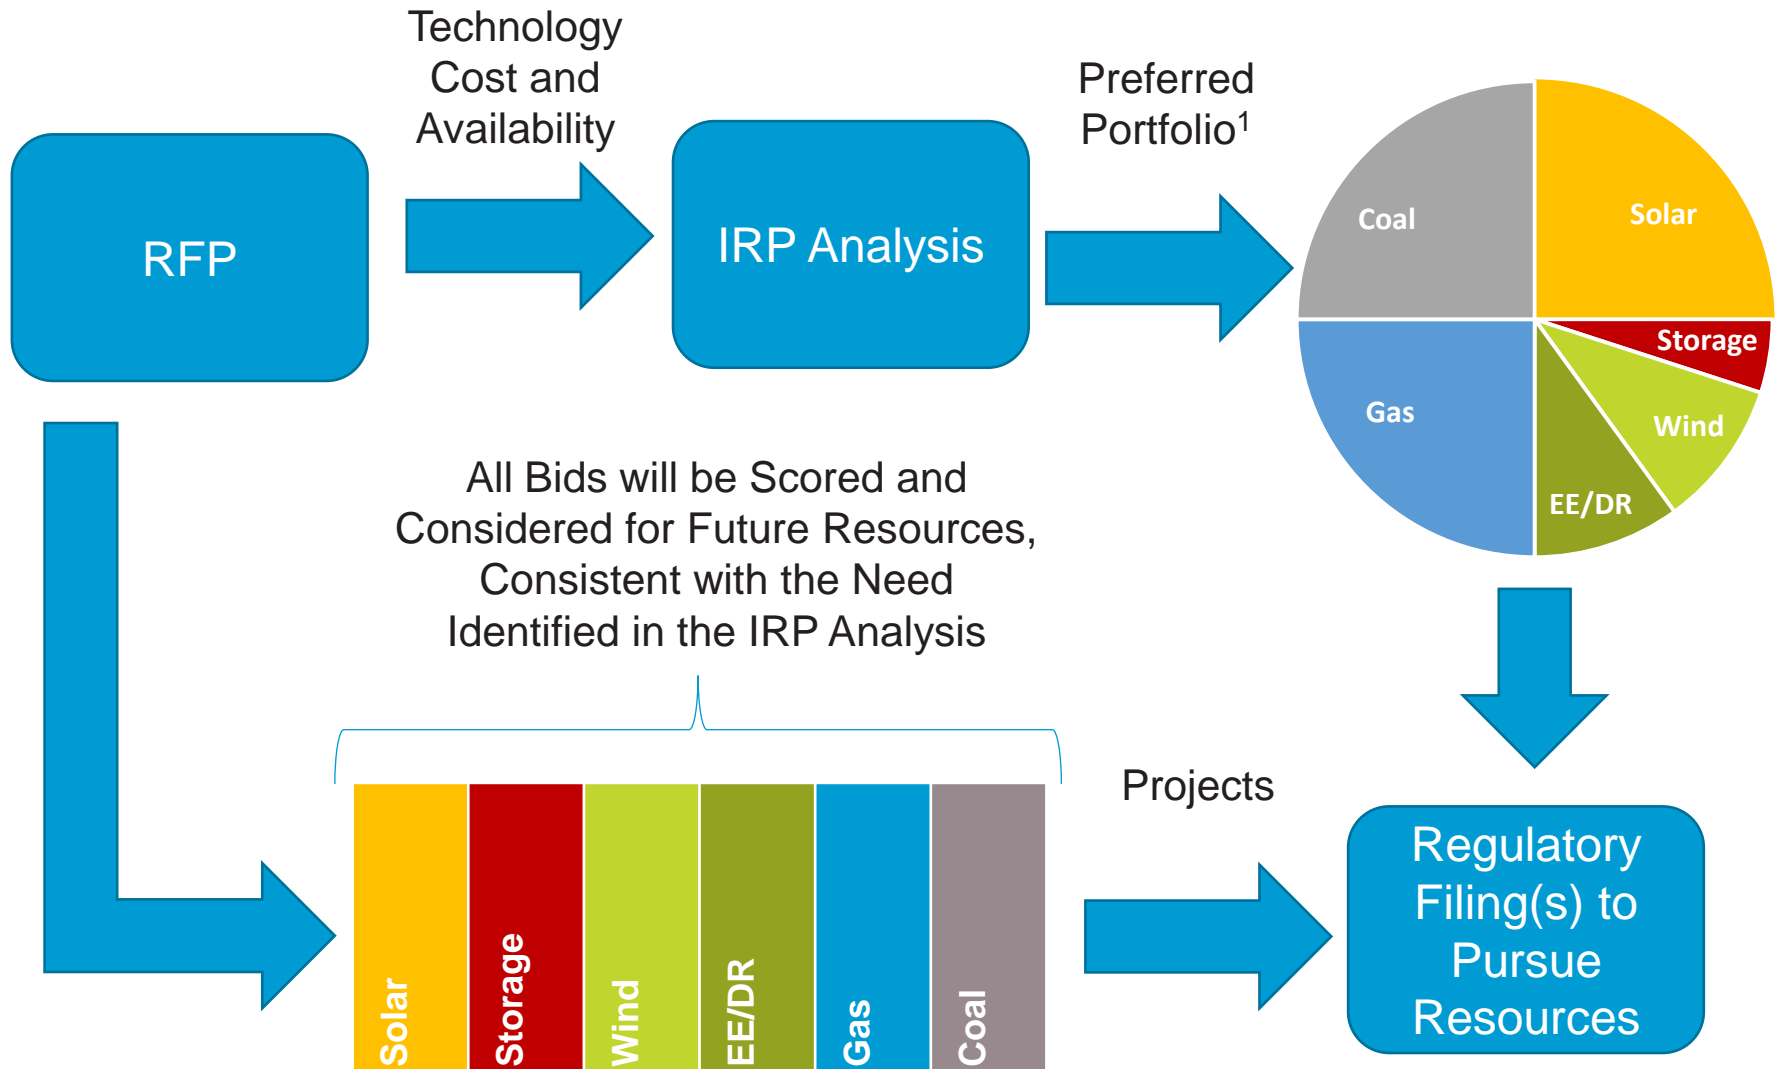 Technology
Cost and
Availability
Preferred
Portfolio1
RFP
IRP Analysis
Coal
Solar
Storage
Gas
Wind
EE/DR
All Bids will be Scored and
Considered for Future Resources,
Consistent with the Need
Identified in the IRP Analysis
Solar
Storage
Wind
EE/DR
Gas
Coal
Projects
Regulatory
Filing(s) to
Pursue
Resources